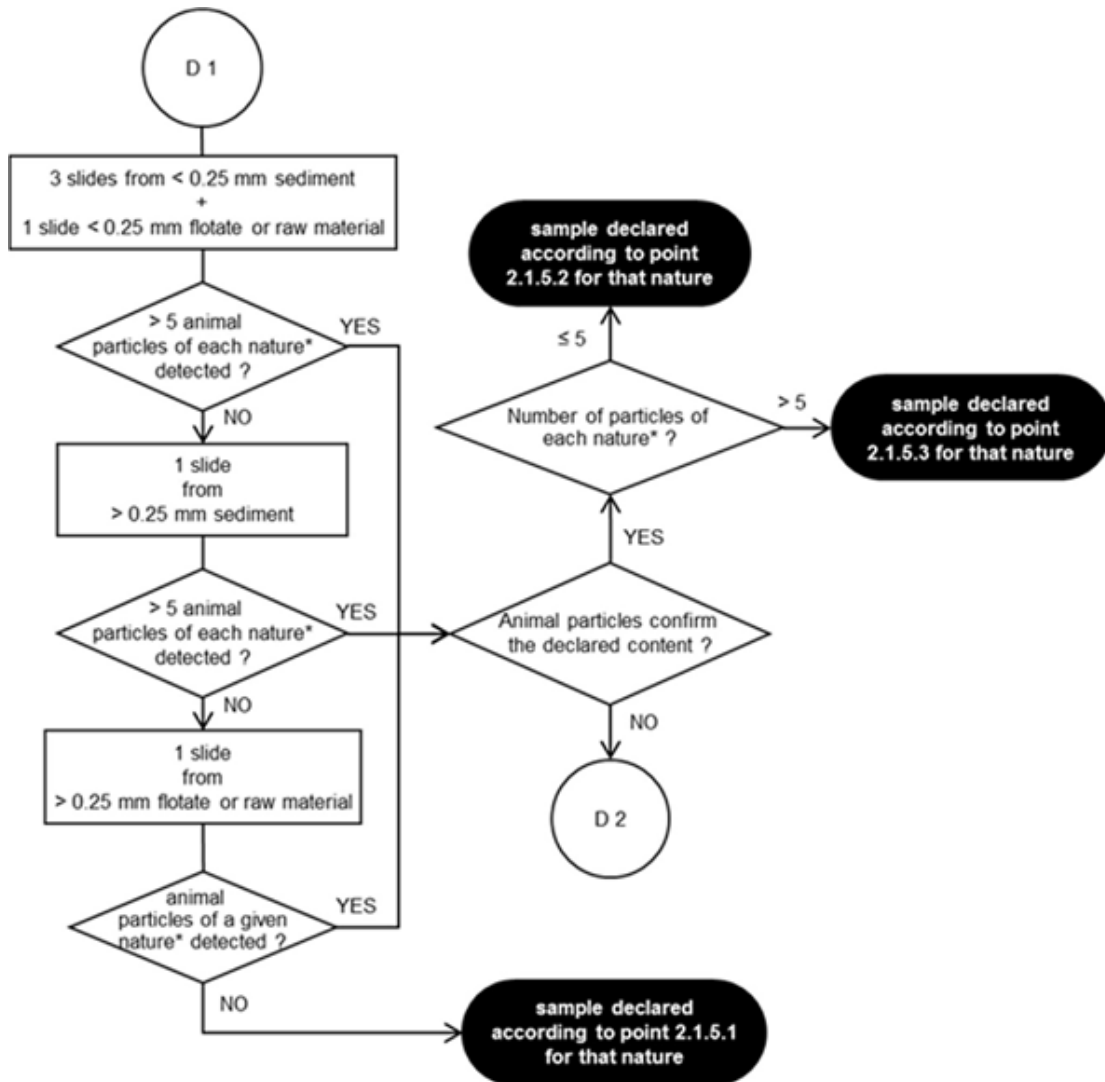 D 1
3 slides from < 0.25 mm sediment
+
1 slide < 0.25 mm flotate or raw material
> 5 animal
particles of each nature*
detected ?
YES
NO
1 slide
from
> 0.25 mm sediment
> 5 animal
particles of each nature*
detected ?
YES
NO
1 slide
from
> 0.25 mm flotate or raw material
animal
particles of a given
nature* detected ?
YES
NO
sample declared
according to point 2.1.5.1
for that nature
sample declared
according to point
2.1.5.2 for that nature
≤ 5
Number of particles of
each nature* ?
> 5
sample declared
according to point
2.1.5.3 for that nature
YES
Animal particles confirm
the declared content ?
NO
D 2